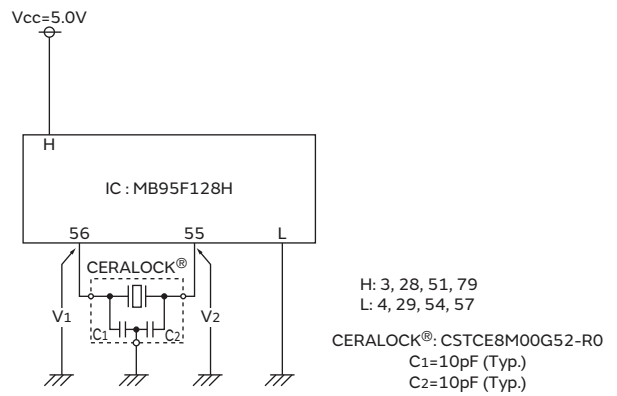 Vcc=5.0V
H
IC : MB95F128H
56 55 L
CERALOCK®
V1 C1 C2 V2
H: 3, 28, 51, 79
L: 4, 29, 54, 57
CERALOCK®: CSTCE8M00G52-R0
C1=10pF (Typ.)
C2=10pF (Typ.)